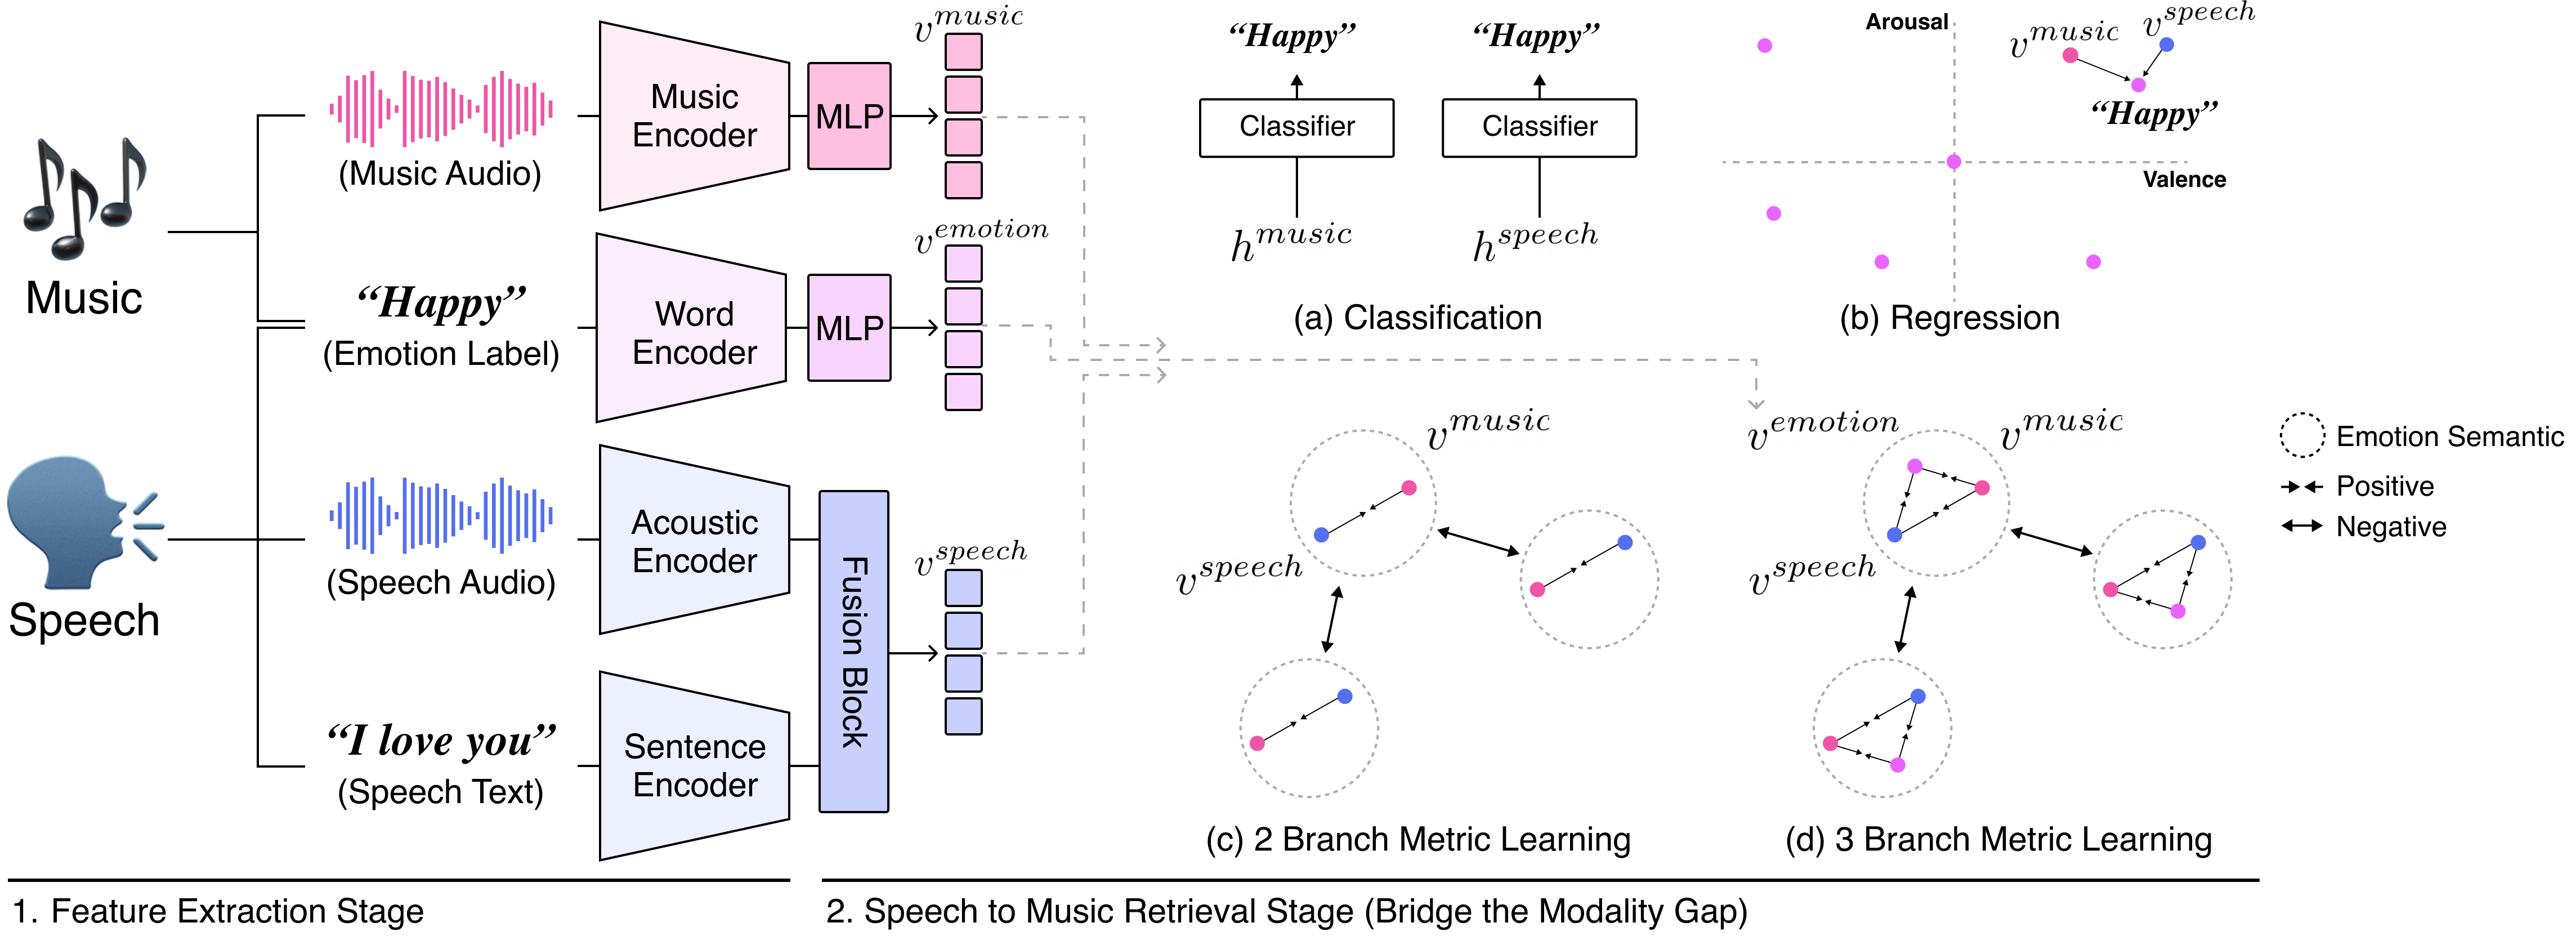 Music
Speech
(Music Audio)
“Happy”
(Emotion Label)
(Speech Audio)
“I love you”
(Speech Text)
Music
Encoder
MLP
v^{music}
Word
Encoder
MLP
v^{emotion}
Acoustic
Encoder
Sentence
Encoder
Fusion Block
v^{speech}
1. Feature Extraction Stage
“Happy”
“Happy”
Classifier
Classifier
h^{music}
h^{speech}
(a) Classification
Arousal
v^{music}
v^{speech}
“Happy”
Valence
(b) Regression
v^{music}
v^{speech}
(c) 2 Branch Metric Learning
v^{emotion}
v^{music}
v^{speech}
(d) 3 Branch Metric Learning
Emotion Semantic
Positive
Negative
2. Speech to Music Retrieval Stage (Bridge the Modality Gap)